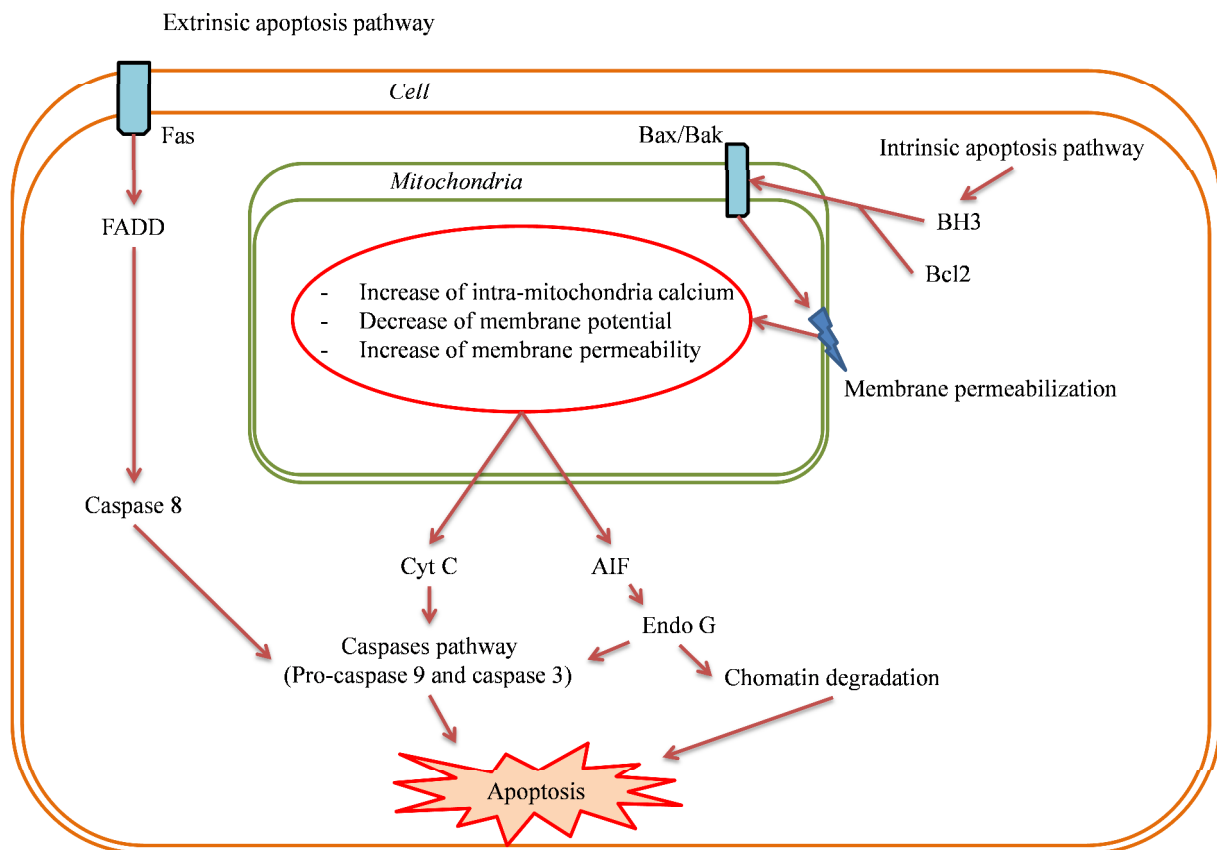 Extrinsic apoptosis pathway
Cell
Fas
Bax/Bak
Intrinsic apoptosis pathway
Mitochondria
FADD
BH3
Bcl2
- Increase of intra-mitochondria calcium
- Decrease of membrane potential
- Increase of membrane permeability
Membrane permeabilization
Caspase 8
Cyt C
AIF
Endo G
Caspases pathway
(Pro-caspase 9 and caspase 3)
Chomatin degradation
Apoptosis